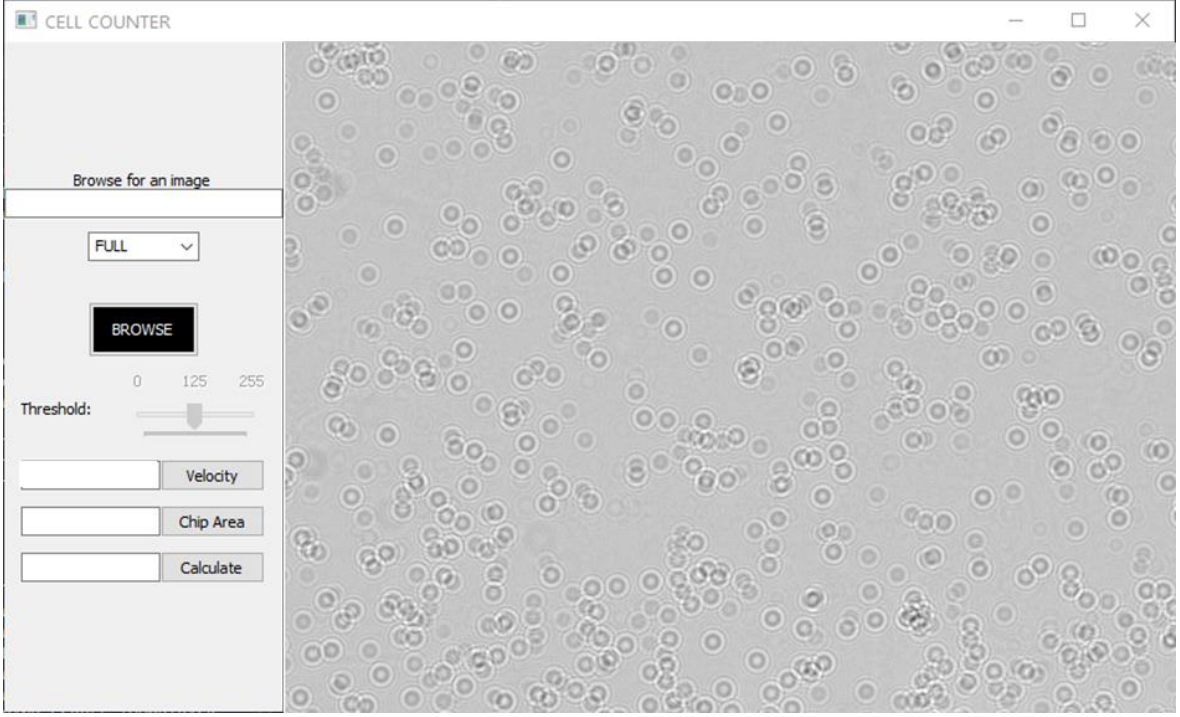 CELL COUNTER
Browse for an image
FULL
BROWSE
0 125 255
Threshold:
Velocity
Chip Area
Calculate